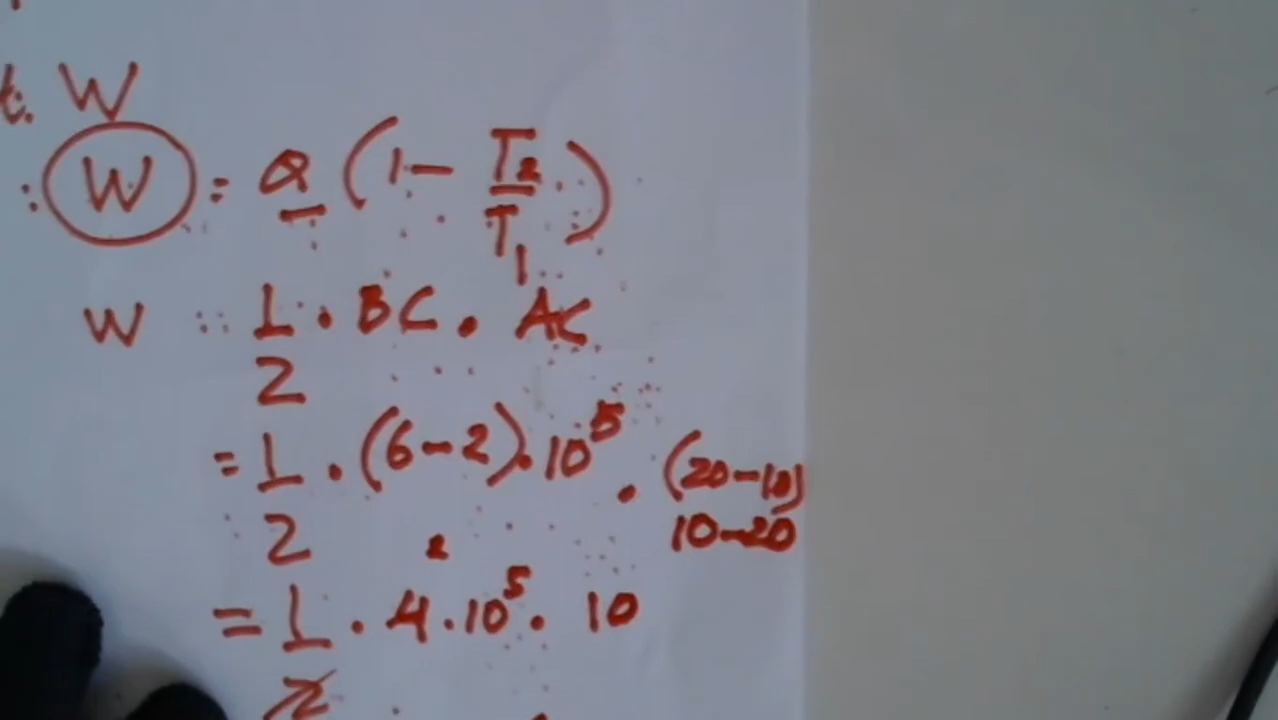 t. W
W = Q (1 - T2
T1)
W = 1 . BC . AC
2
= 1 . (6-2).10^5 . (20-10)
2 10-20
2
= 1 . 4.10^5 . 10
2